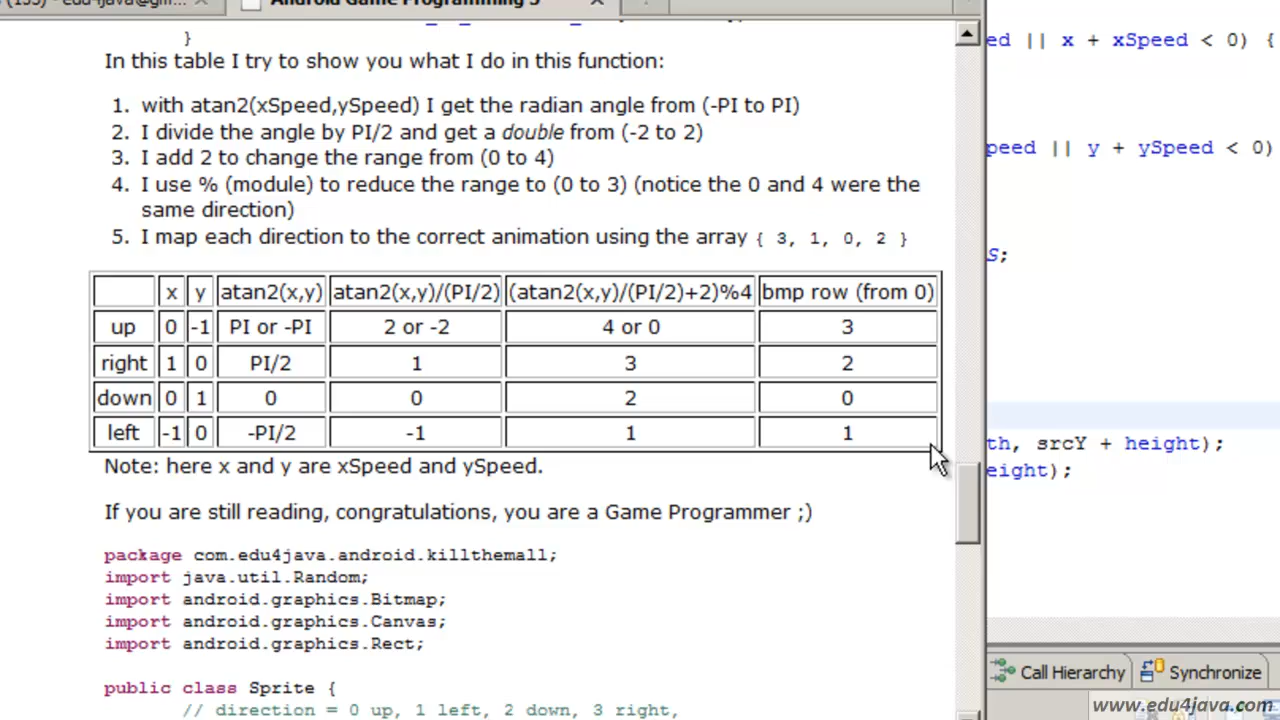 (153) - edu4java@gm...
Android Game Programming 5
}
In this table I try to show you what I do in this function:
1. with atan2(xSpeed,ySpeed) I get the radian angle from (-PI to PI)
2. I divide the angle by PI/2 and get a double from (-2 to 2)
3. I add 2 to change the range from (0 to 4)
4. I use % (module) to reduce the range to (0 to 3) (notice the 0 and 4 were the
same direction)
5. I map each direction to the correct animation using the array { 3, 1, 0, 2 }
x y atan2(x,y) atan2(x,y)/(PI/2) (atan2(x,y)/(PI/2)+2)%4 bmp row (from 0)
up 0 -1 PI or -PI 2 or -2 4 or 0 3
right 1 0 PI/2 1 3 2
down 0 1 0 0 2 0
left -1 0 -PI/2 -1 1 1
Note: here x and y are xSpeed and ySpeed.
If you are still reading, congratulations, you are a Game Programmer ;)
package com.edu4java.android.killthemall;
import java.util.Random;
import android.graphics.Bitmap;
import android.graphics.Canvas;
import android.graphics.Rect;
public class Sprite {
// direction = 0 up, 1 left, 2 down, 3 right,
ed || x + xSpeed < 0) {
peed || y + ySpeed < 0)
S;
th, srcY + height);
eight);
Call Hierarchy
Synchronize
www.edu4java.com